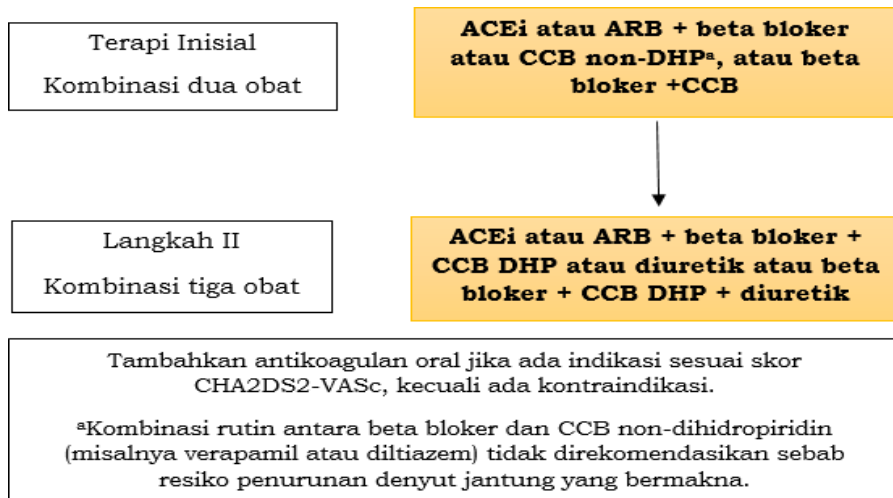 Terapi Inisial
Kombinasi dua obat
ACEi atau ARB + beta bloker
atau CCB non-DHPᵃ, atau beta
bloker +CCB
Langkah II
Kombinasi tiga obat
ACEi atau ARB + beta bloker +
CCB DHP atau diuretik atau beta
bloker + CCB DHP + diuretik
Tambahkan antikoagulan oral jika ada indikasi sesuai skor
CHA2DS2-VASc, kecuali ada kontraindikasi.
ᵃKombinasi rutin antara beta bloker dan CCB non-dihidropiridin
(misalnya verapamil atau diltiazem) tidak direkomendasikan sebab
resiko penurunan denyut jantung yang bermakna.